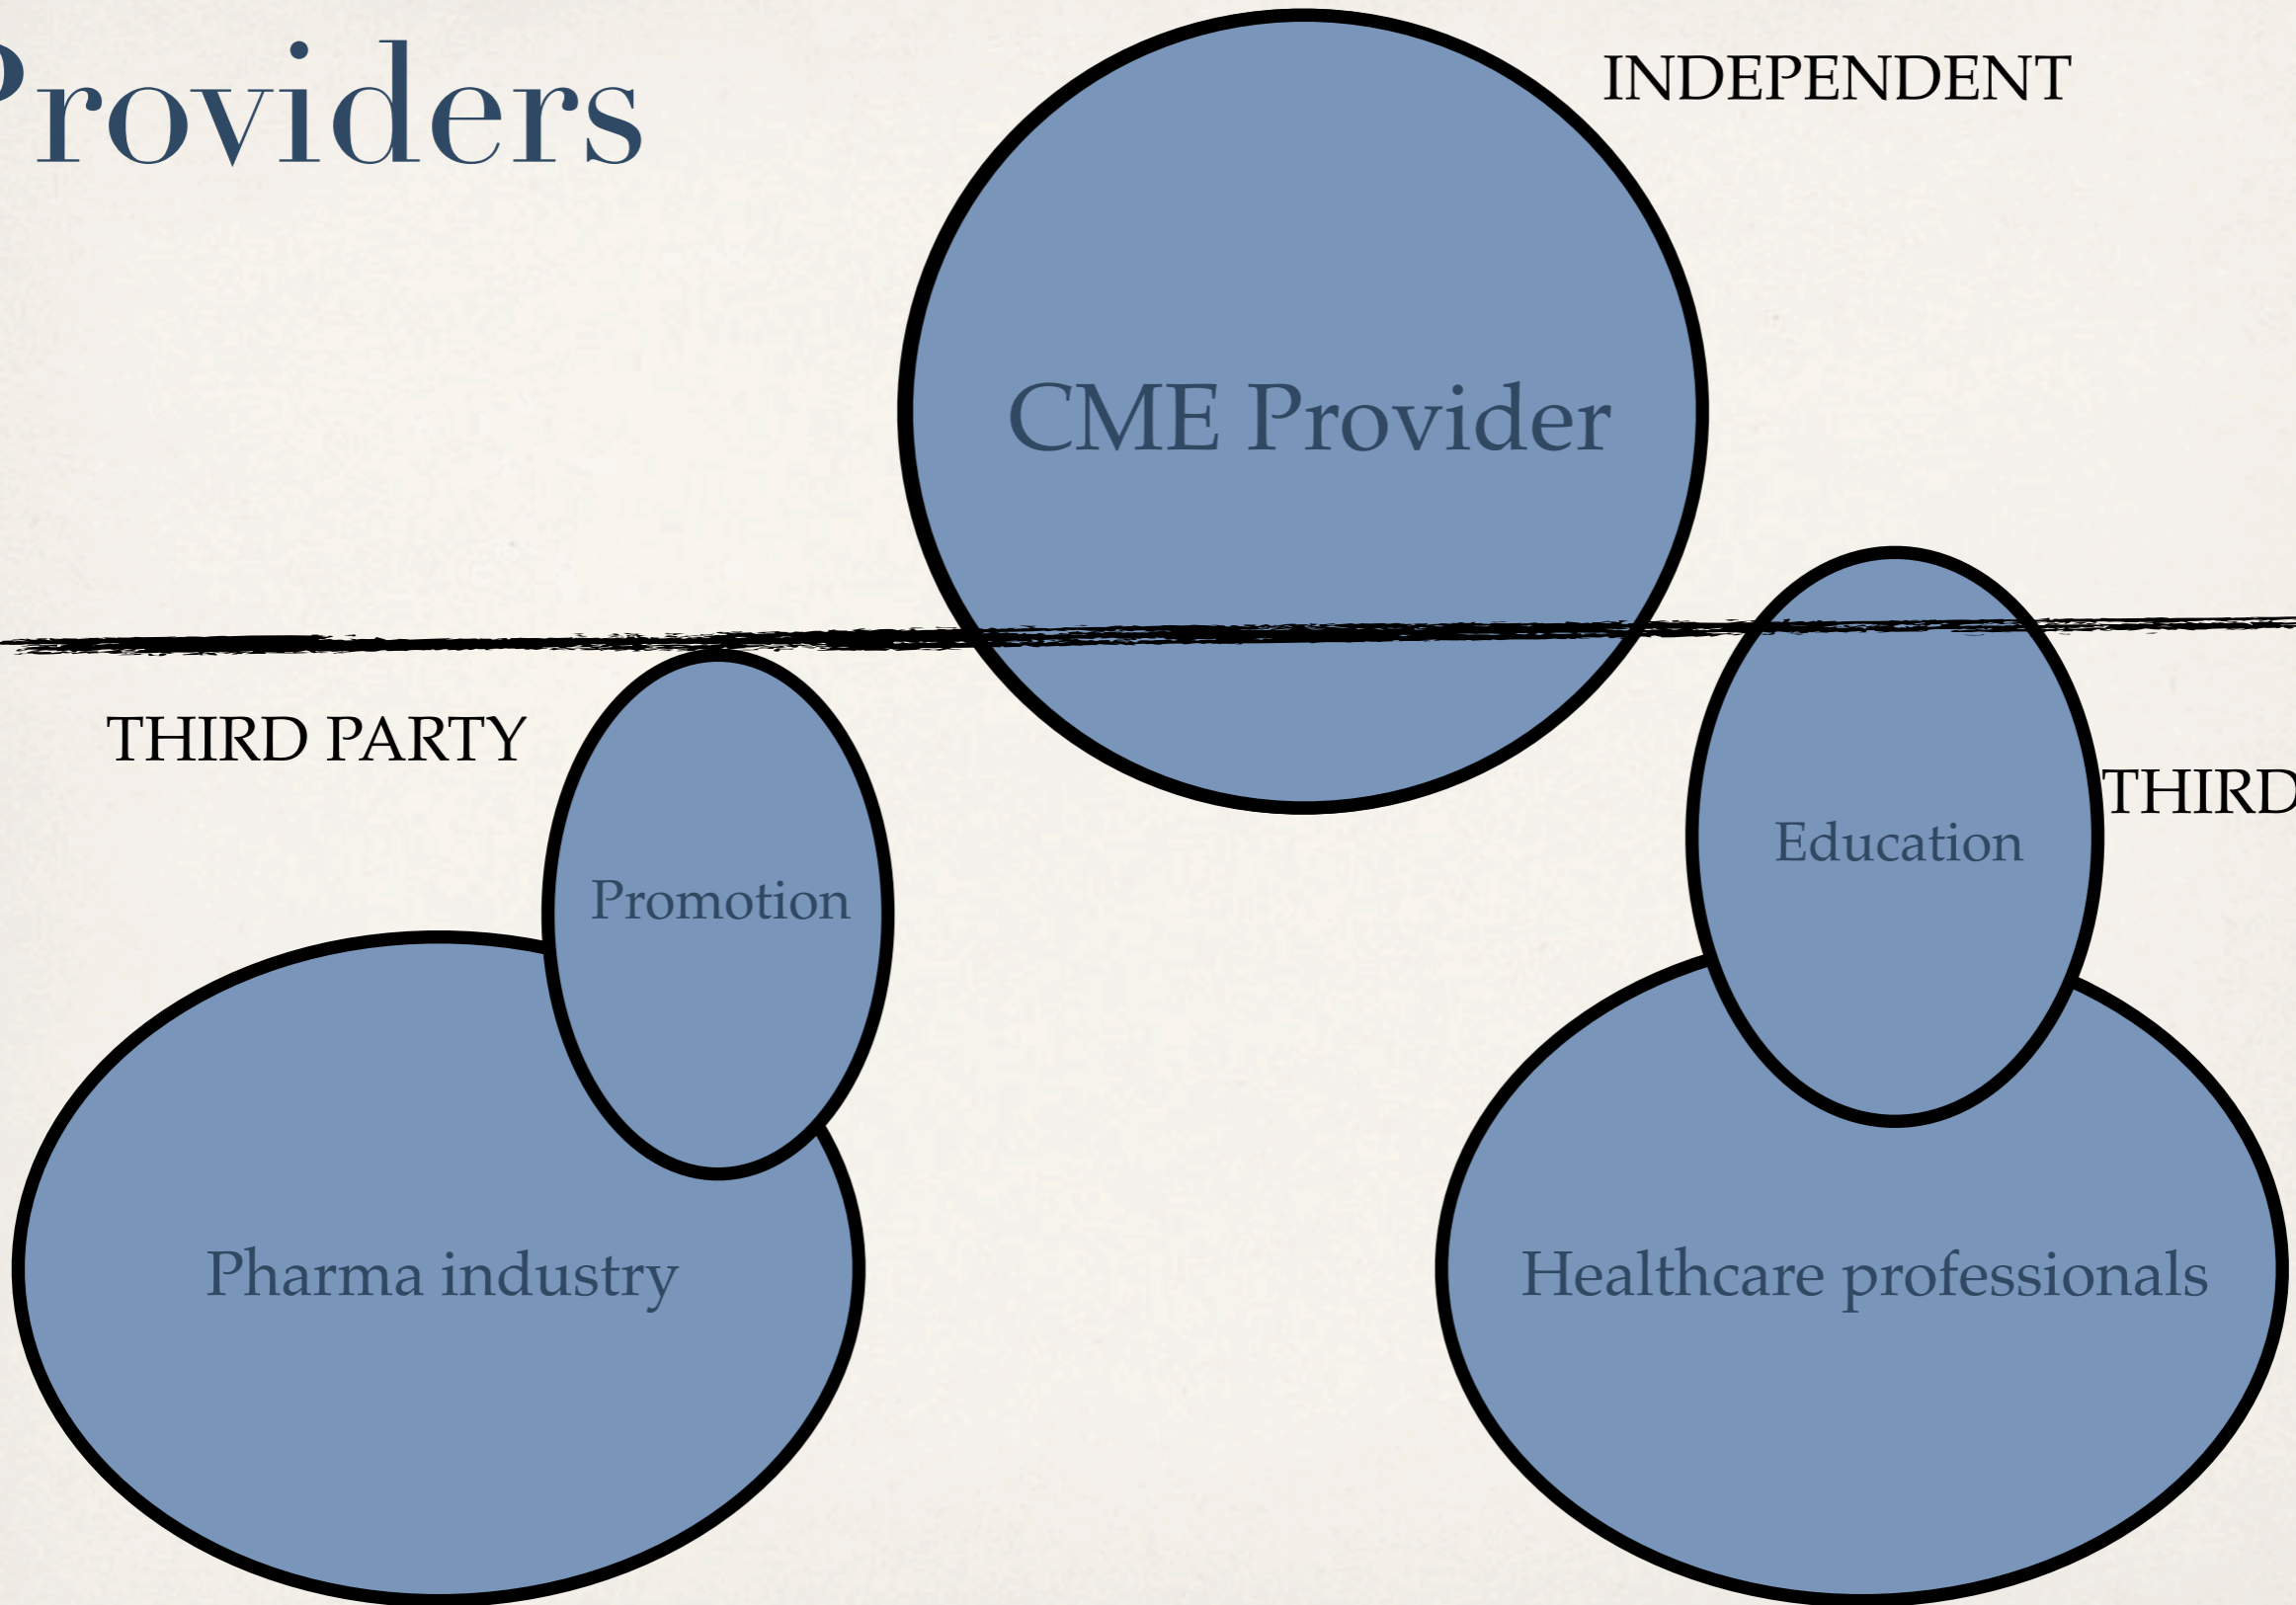 Providers
INDEPENDENT
CME Provider
THIRD PARTY
THIRD
Education
Promotion
Pharma industry
Healthcare professionals